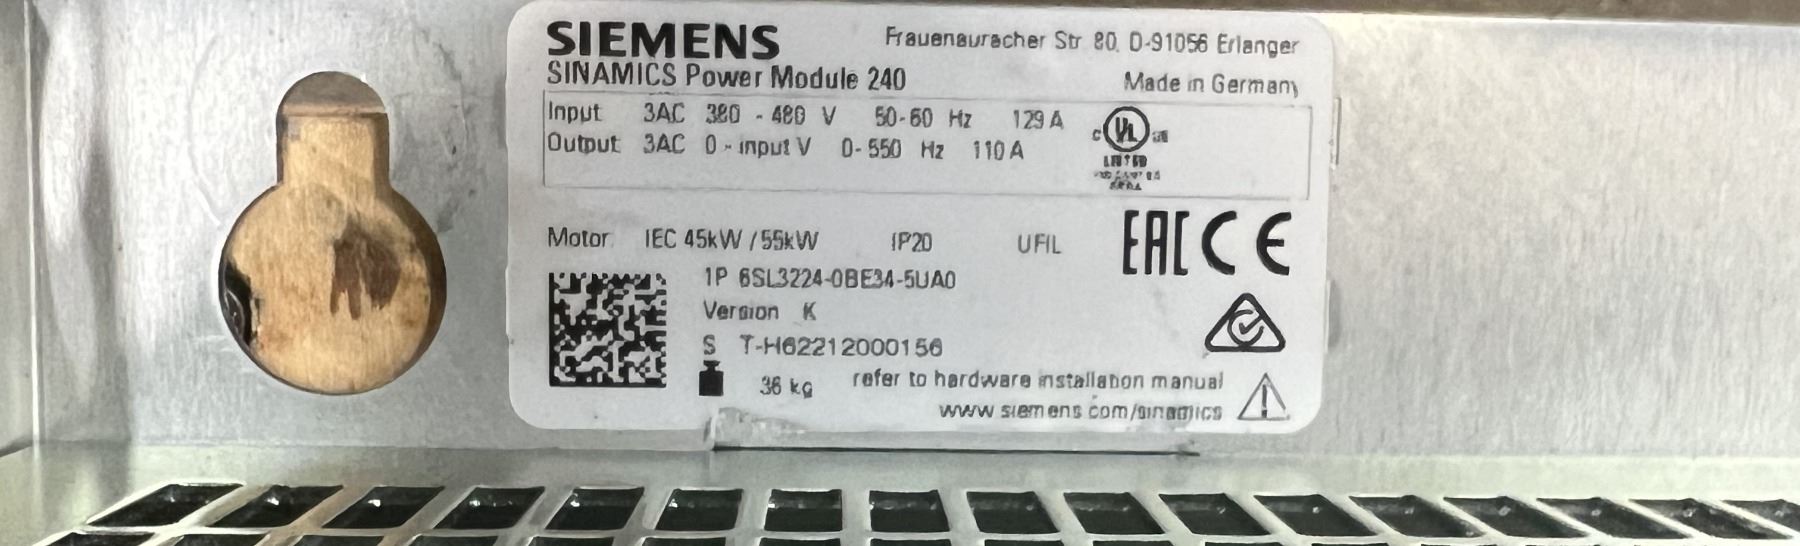 SIEMENS
Frauenauracher Str 80, D-91056 Erlangen
SINAMICS Power Module 240
Made in Germany
Input 3AC 380 - 480 V 50-60 Hz 129 A
Output 3AC 0 - input V 0- 550 Hz 110 A
C UL US
LISTED
Motor IEC 45kW / 55kW IP20 UFIL
EAC CE
1P 6SL3224-0BE34-5UA0
Version K
S T-H62212000156
36 kg
refer to hardware installation manual
www siemens com/sinamics